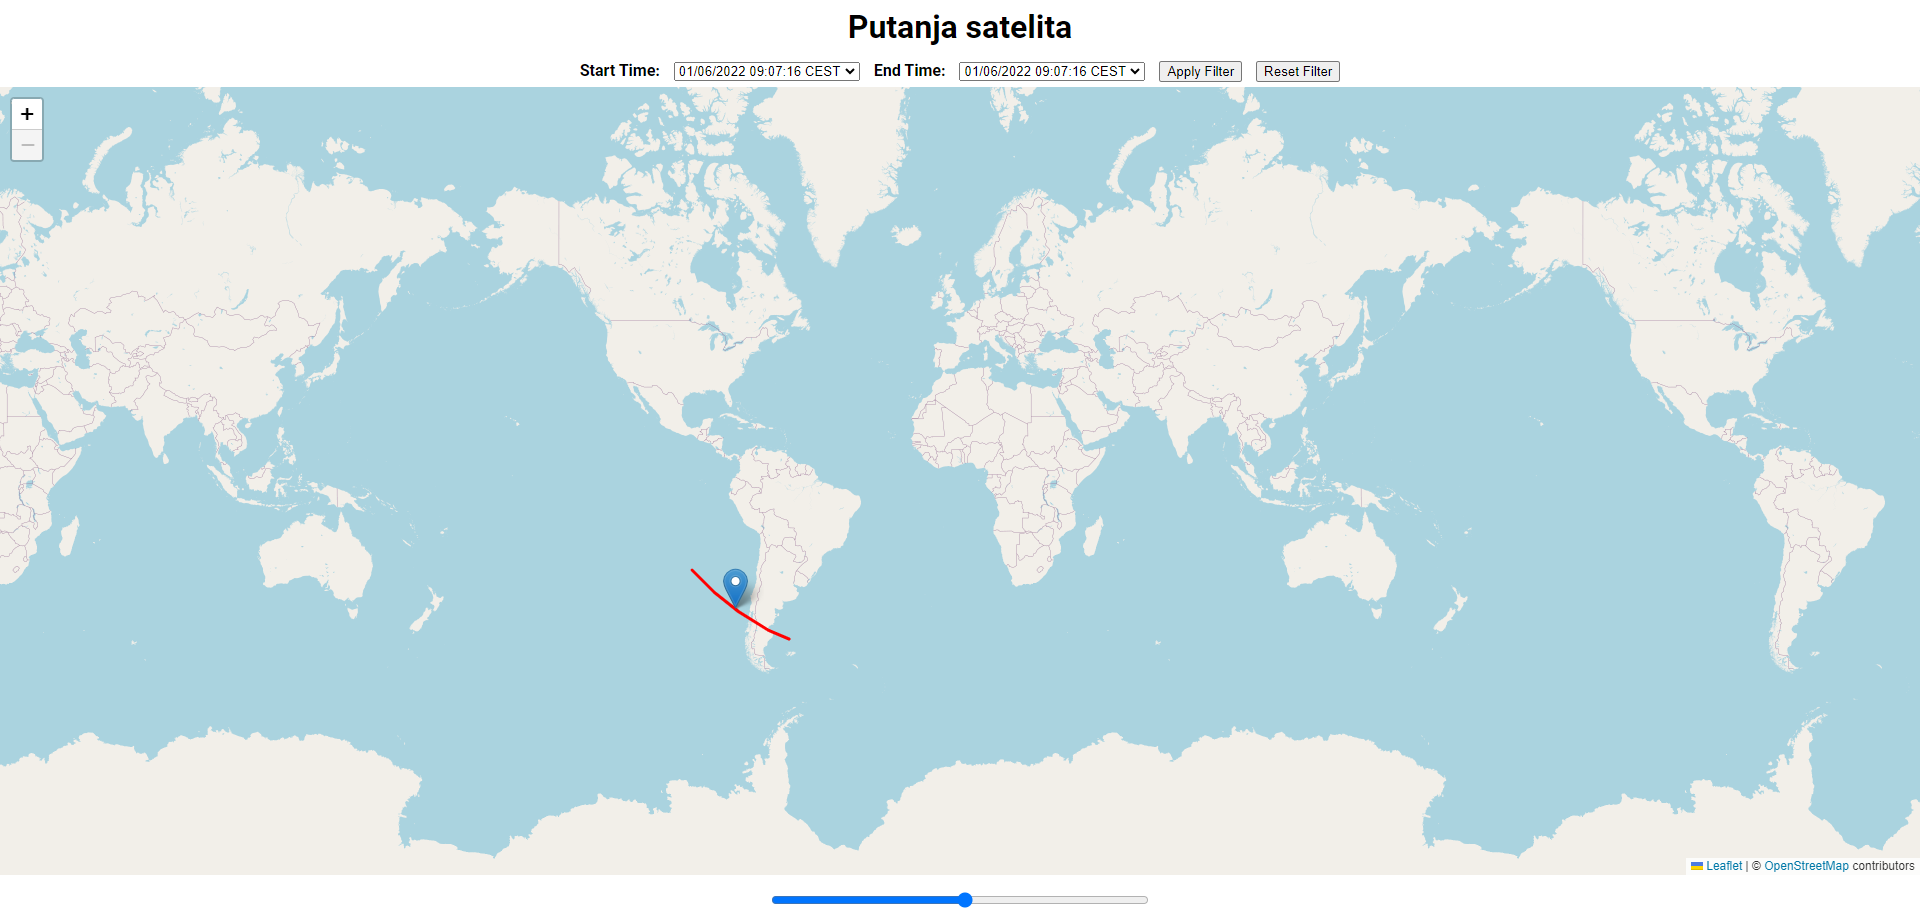 Putanja satelita
Start Time: 01/06/2022 09:07:16 CEST End Time: 01/06/2022 09:07:16 CEST Apply Filter Reset Filter
+
−
Leaflet | © OpenStreetMap contributors